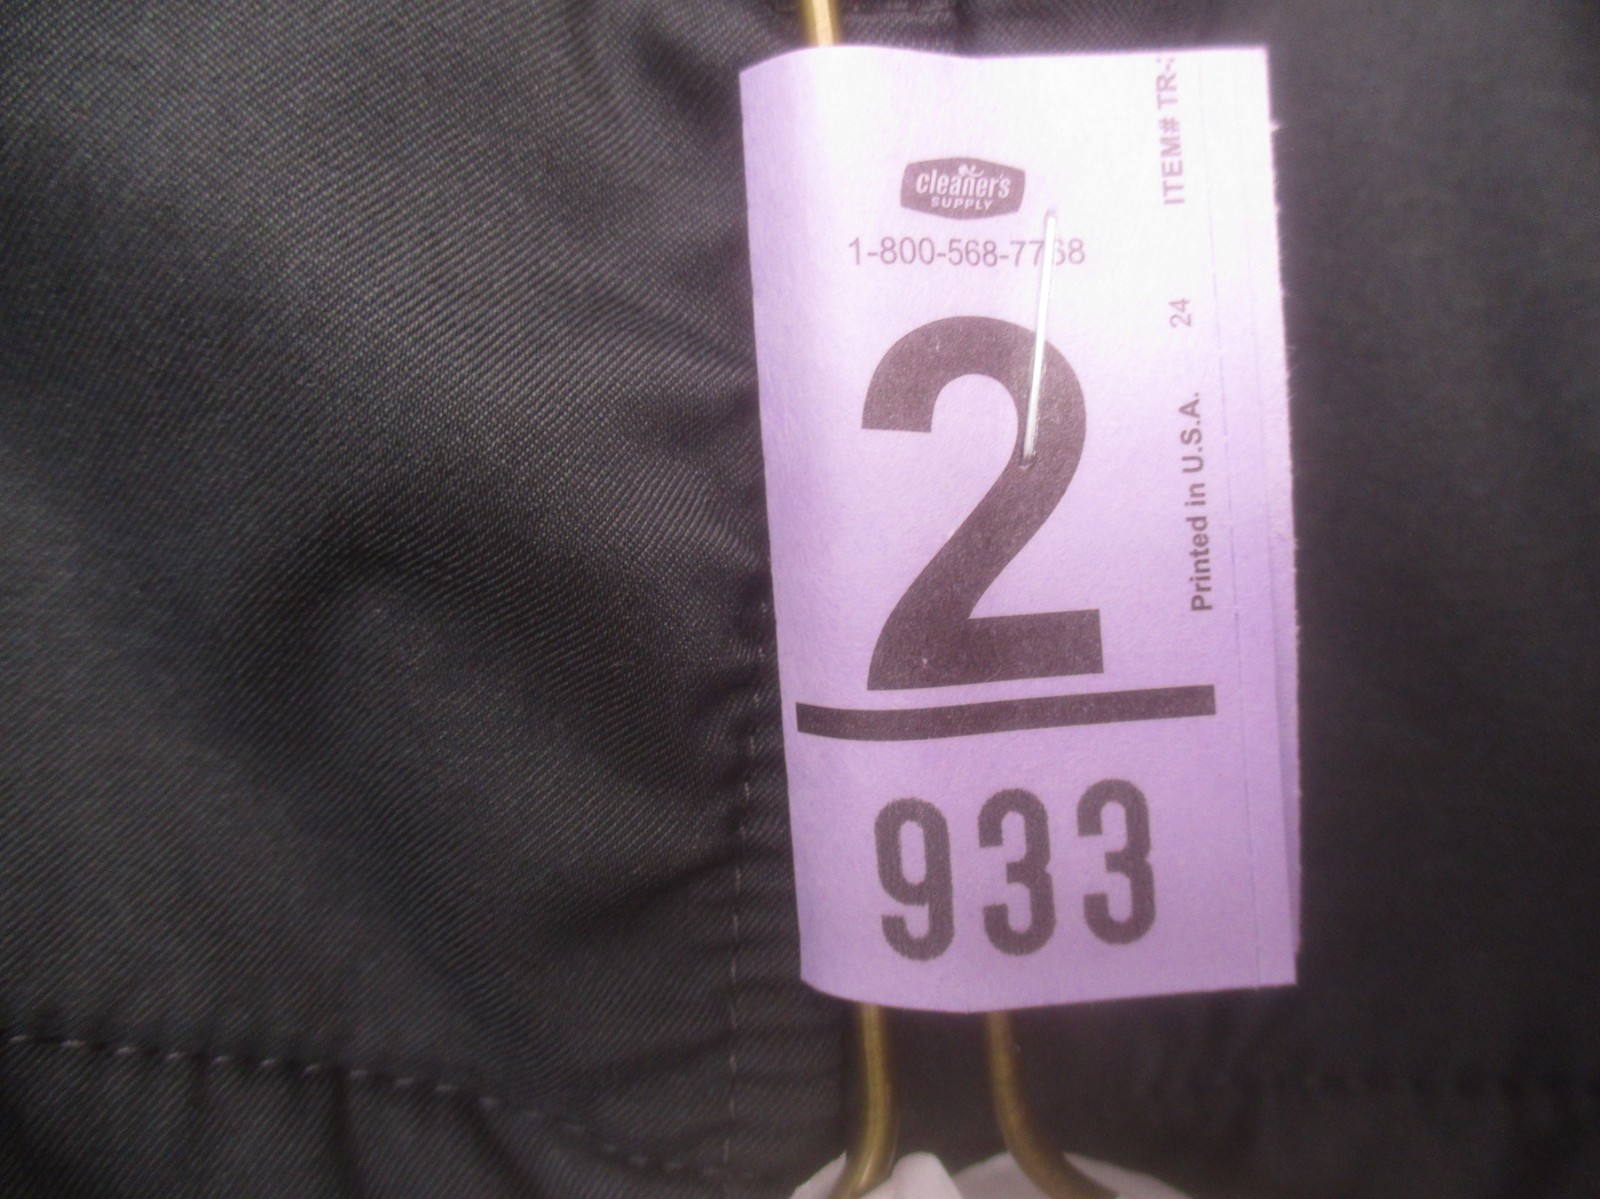 cleaner's
SUPPLY
1-800-568-7768
2
933
ITEM# TR-
24
Printed in U.S.A.